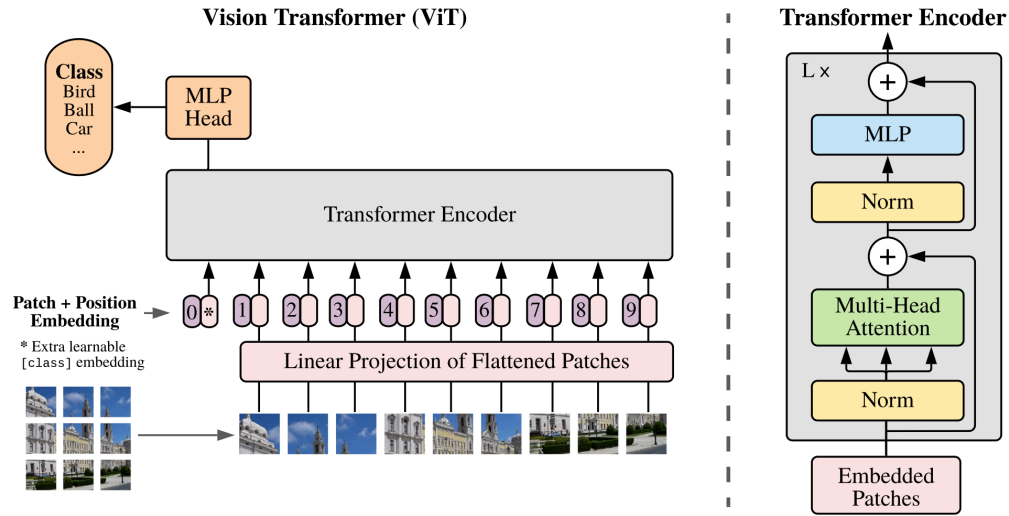 Vision Transformer (ViT)
Class
Bird
Ball
Car
...
MLP
Head
Transformer Encoder
Patch + Position
Embedding
0 * 1 2 3 4 5 6 7 8 9
* Extra learnable
[class] embedding
Linear Projection of Flattened Patches
Transformer Encoder
L ×
+
MLP
Norm
+
Multi-Head
Attention
Norm
Embedded
Patches